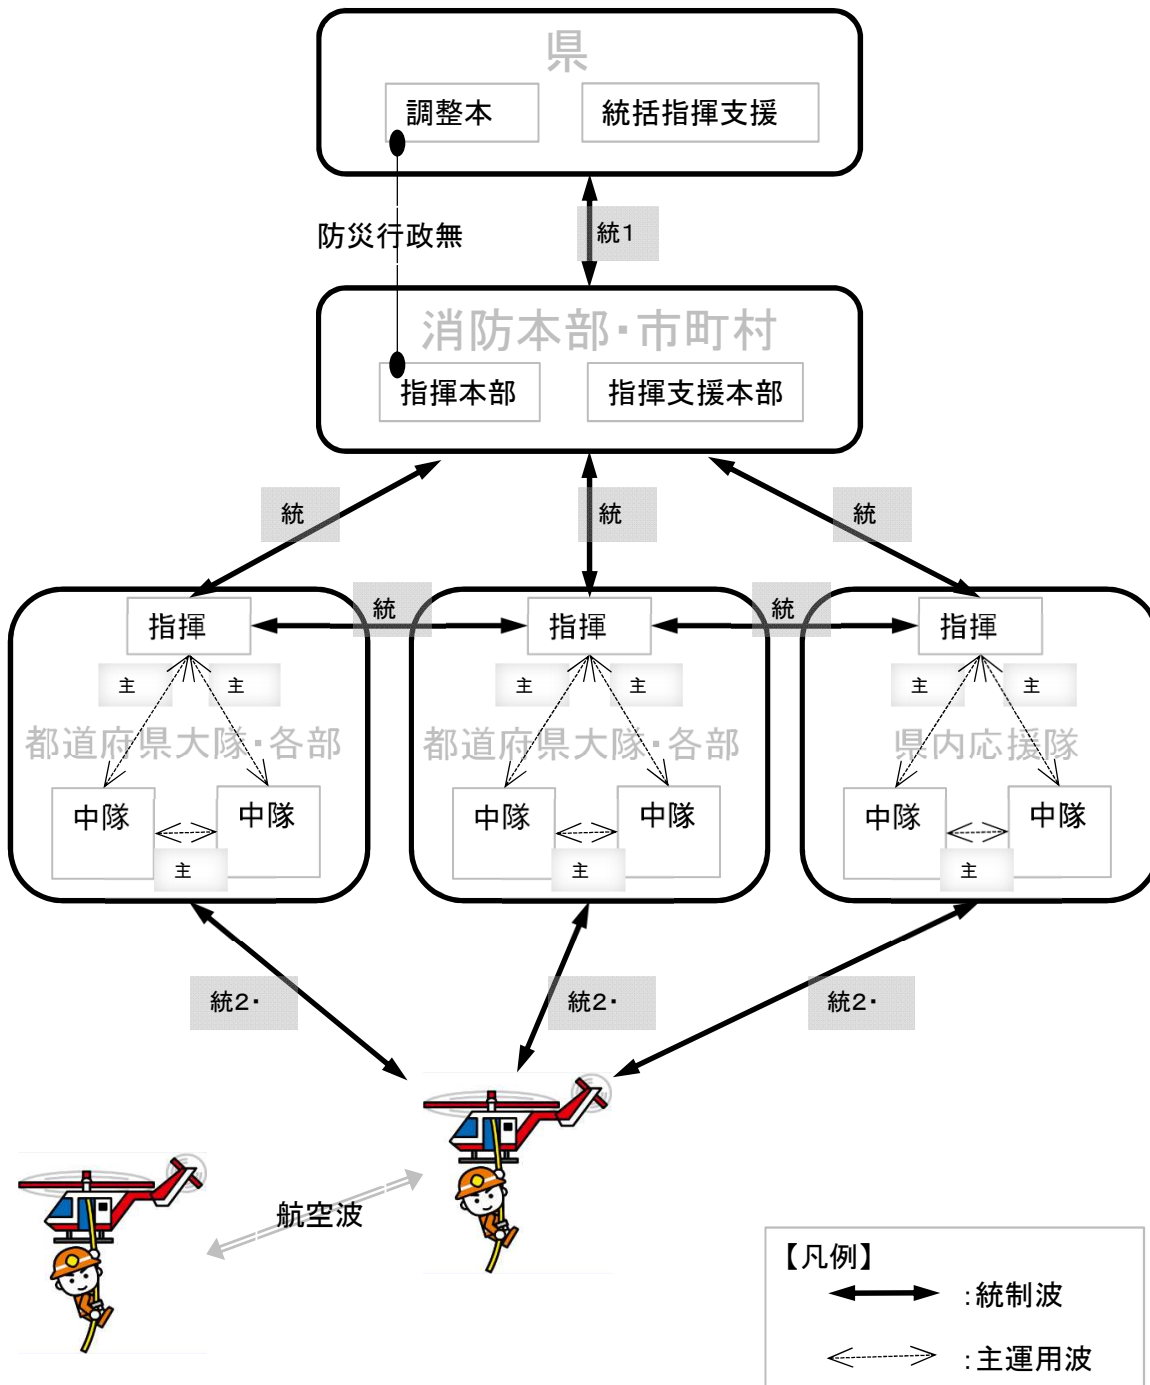 県
調整本
統括指揮支援
防災行政無
統1
消防本部・市町村
指揮本部
指揮支援本部
統
統
統
統
統
指揮
指揮
指揮
主
主
主
主
主
主
都道府県大隊・各部
都道府県大隊・各部
県内応援隊
中隊
中隊
中隊
中隊
中隊
中隊
主
主
主
統2・
統2・
統2・
航空波
【凡例】
:統制波
:主運用波